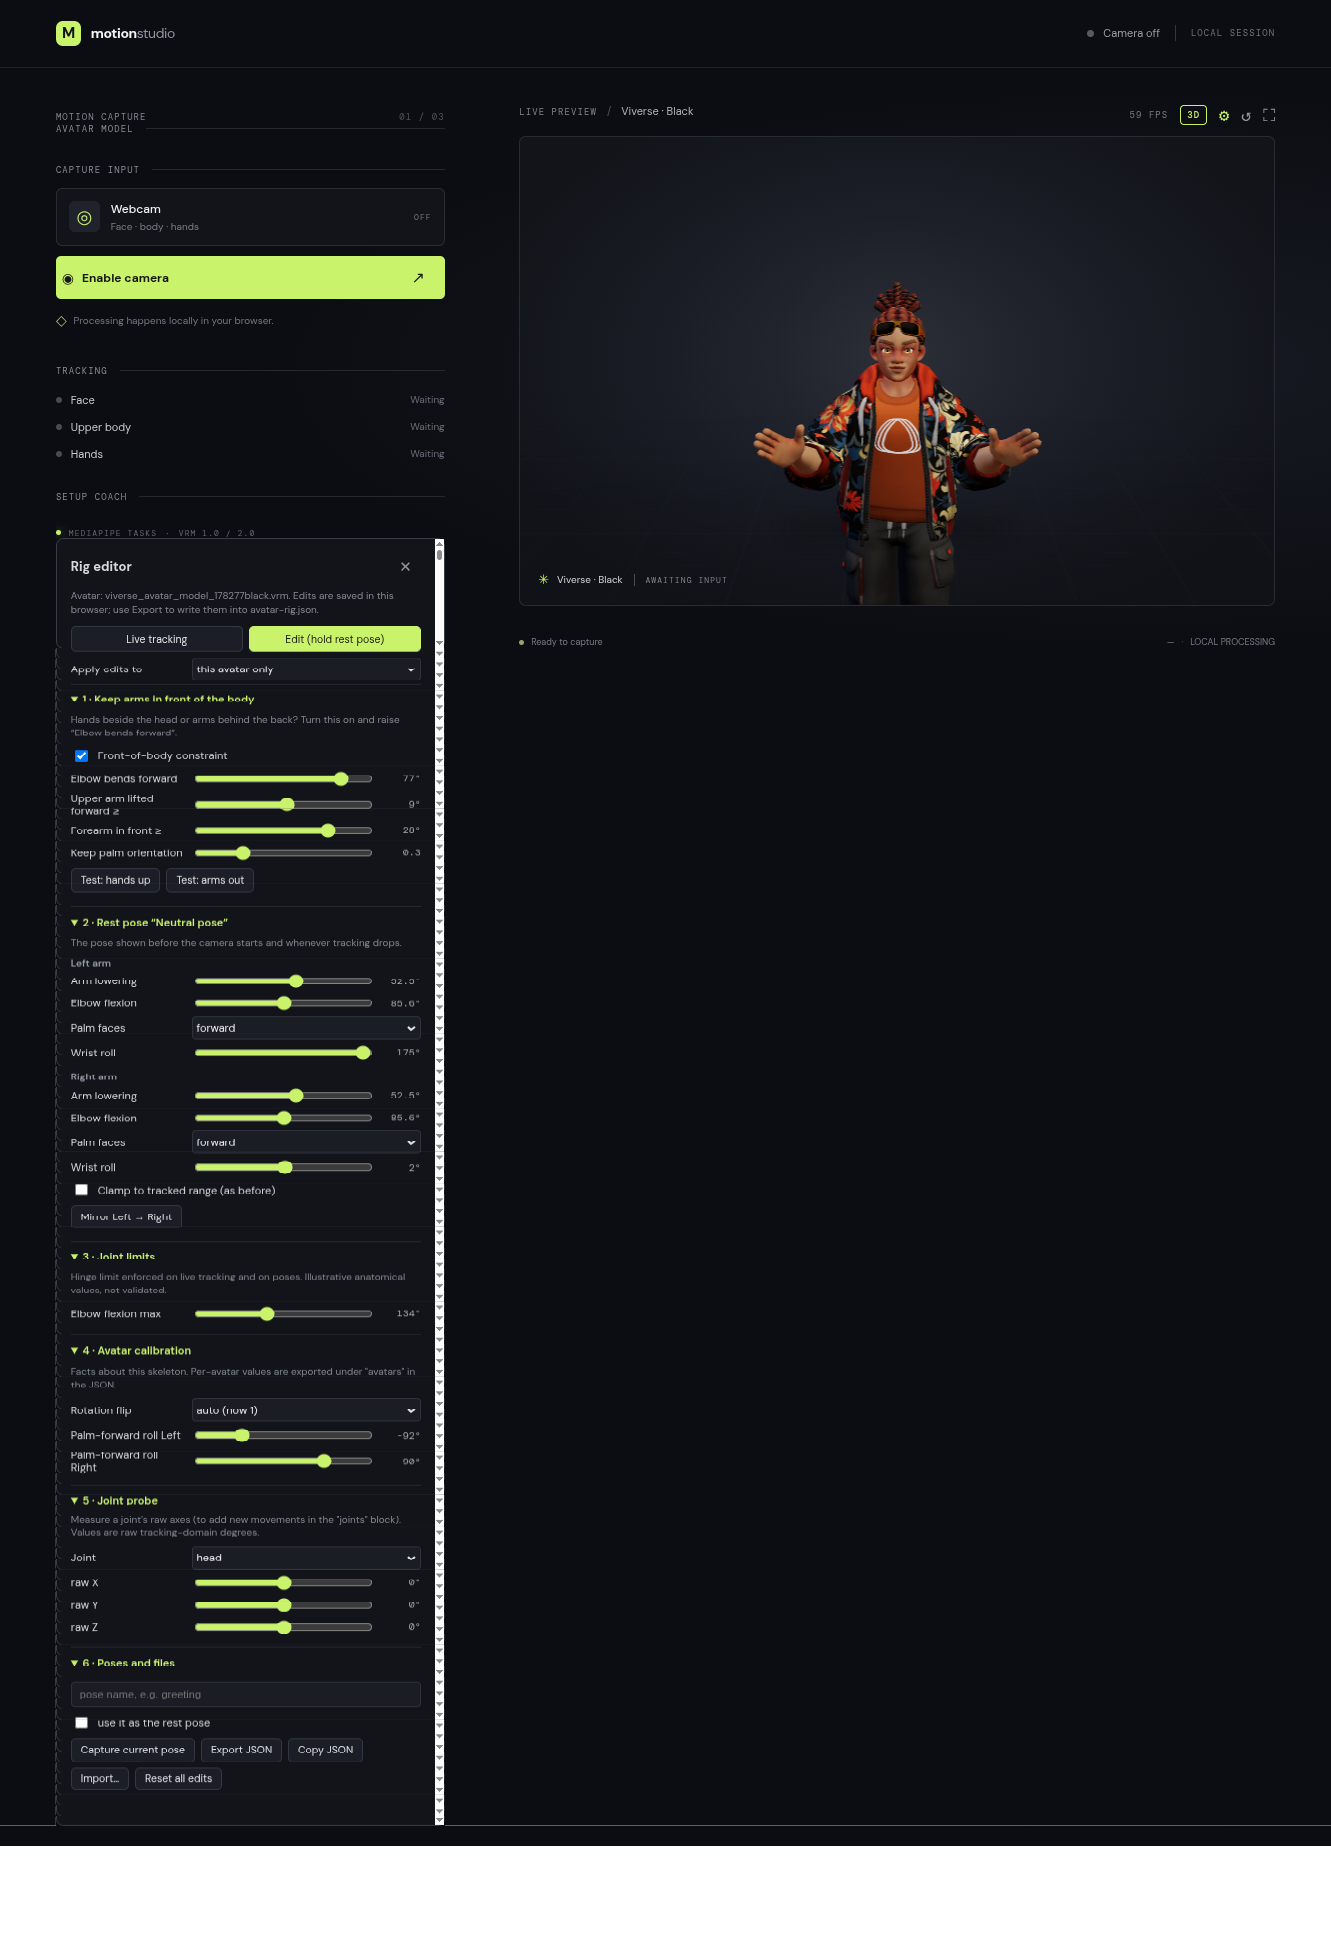 M motionstudio
Camera off
LOCAL SESSION
MOTION CAPTURE
01 / 03
AVATAR MODEL
CAPTURE INPUT
Webcam
Face · body · hands
OFF
Enable camera
Processing happens locally in your browser.
TRACKING
Face
Waiting
Upper body
Waiting
Hands
Waiting
SETUP COACH
MEDIAPIPE TASKS · VRM 1.0 / 2.0
Rig editor
Avatar: viverse_avatar_model_178277black.vrm. Edits are saved in this
browser; use Export to write them into avatar-rig.json.
Live tracking
Edit (hold rest pose)
Apply edits to
this avatar only
1 · Keep arms in front of the body
Hands beside the head or arms behind the back? Turn this on and raise
“Elbow bends forward”.
Front-of-body constraint
Elbow bends forward
77°
Upper arm lifted
forward ≥
9°
Forearm in front ≥
20°
Keep palm orientation
0.3
Test: hands up
Test: arms out
2 · Rest pose “Neutral pose”
The pose shown before the camera starts and whenever tracking drops.
Left arm
Arm lowering
52.5°
Elbow flexion
85.6°
Palm faces
forward
Wrist roll
175°
Right arm
Arm lowering
52.5°
Elbow flexion
85.6°
Palm faces
forward
Wrist roll
2°
Clamp to tracked range (as before)
Mirror Left → Right
3 · Joint limits
Hinge limit enforced on live tracking and on poses. Illustrative anatomical
values, not validated.
Elbow flexion max
134°
4 · Avatar calibration
Facts about this skeleton. Per-avatar values are exported under "avatars" in
the JSON.
Rotation flip
auto (now 1)
Palm-forward roll Left
-92°
Palm-forward roll
Right
90°
5 · Joint probe
Measure a joint's raw axes (to add new movements in the "joints" block).
Values are raw tracking-domain degrees.
Joint
head
raw X
0°
raw Y
0°
raw Z
0°
6 · Poses and files
pose name, e.g. greeting
use it as the rest pose
Capture current pose
Export JSON
Copy JSON
Import…
Reset all edits
LIVE PREVIEW / Viverse · Black
59 FPS
3D
Viverse · Black
AWAITING INPUT
Ready to capture
— · LOCAL PROCESSING